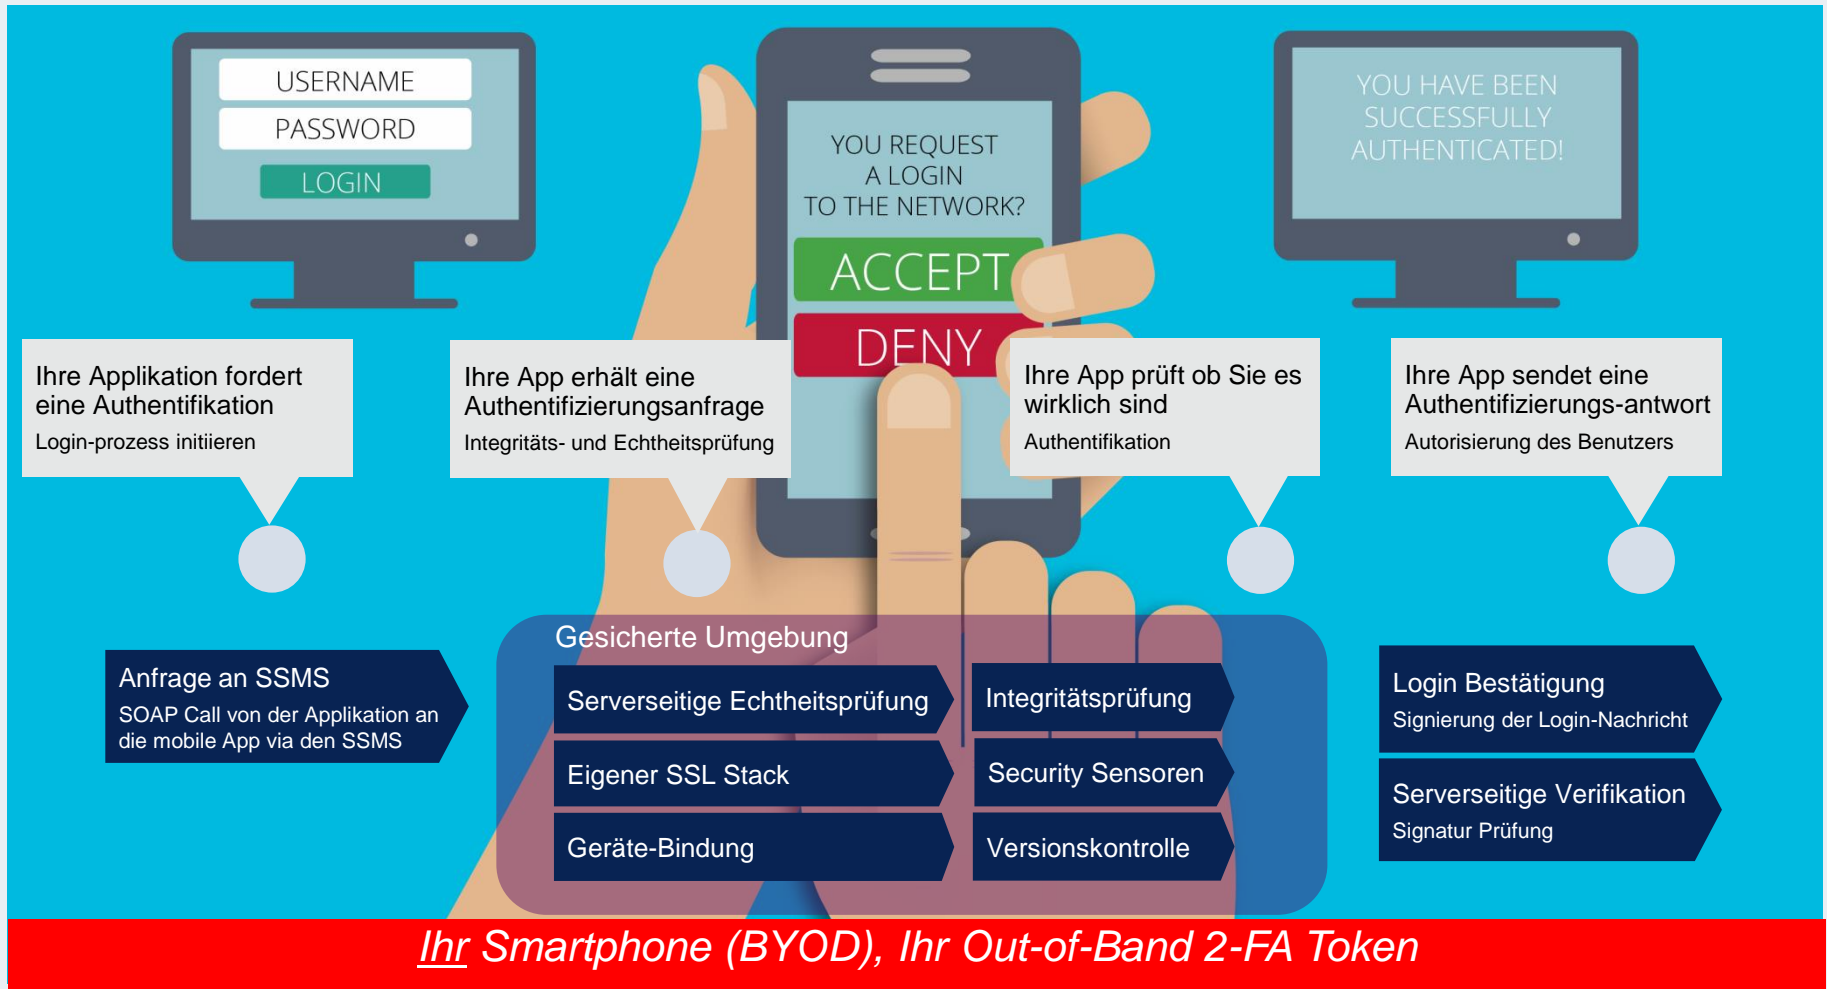 USERNAME
PASSWORD
LOGIN
YOU REQUEST
A LOGIN
TO THE NETWORK?
ACCEPT
DENY
YOU HAVE BEEN
SUCCESSFULLY
AUTHENTICATED!
Ihre Applikation fordert
eine Authentifikation
Login-prozess initiieren
Ihre App erhält eine
Authentifizierungsanfrage
Integritäts- und Echtheitsprüfung
Ihre App prüft ob Sie es
wirklich sind
Authentifikation
Ihre App sendet eine
Authentifizierungs-antwort
Autorisierung des Benutzers
Anfrage an SSMS
SOAP Call von der Applikation an
die mobile App via den SSMS
Gesicherte Umgebung
Serverseitige Echtheitsprüfung
Eigener SSL Stack
Geräte-Bindung
Integritätsprüfung
Security Sensoren
Versionskontrolle
Login Bestätigung
Signierung der Login-Nachricht
Serverseitige Verifikation
Signatur Prüfung
Ihr Smartphone (BYOD), Ihr Out-of-Band 2-FA Token